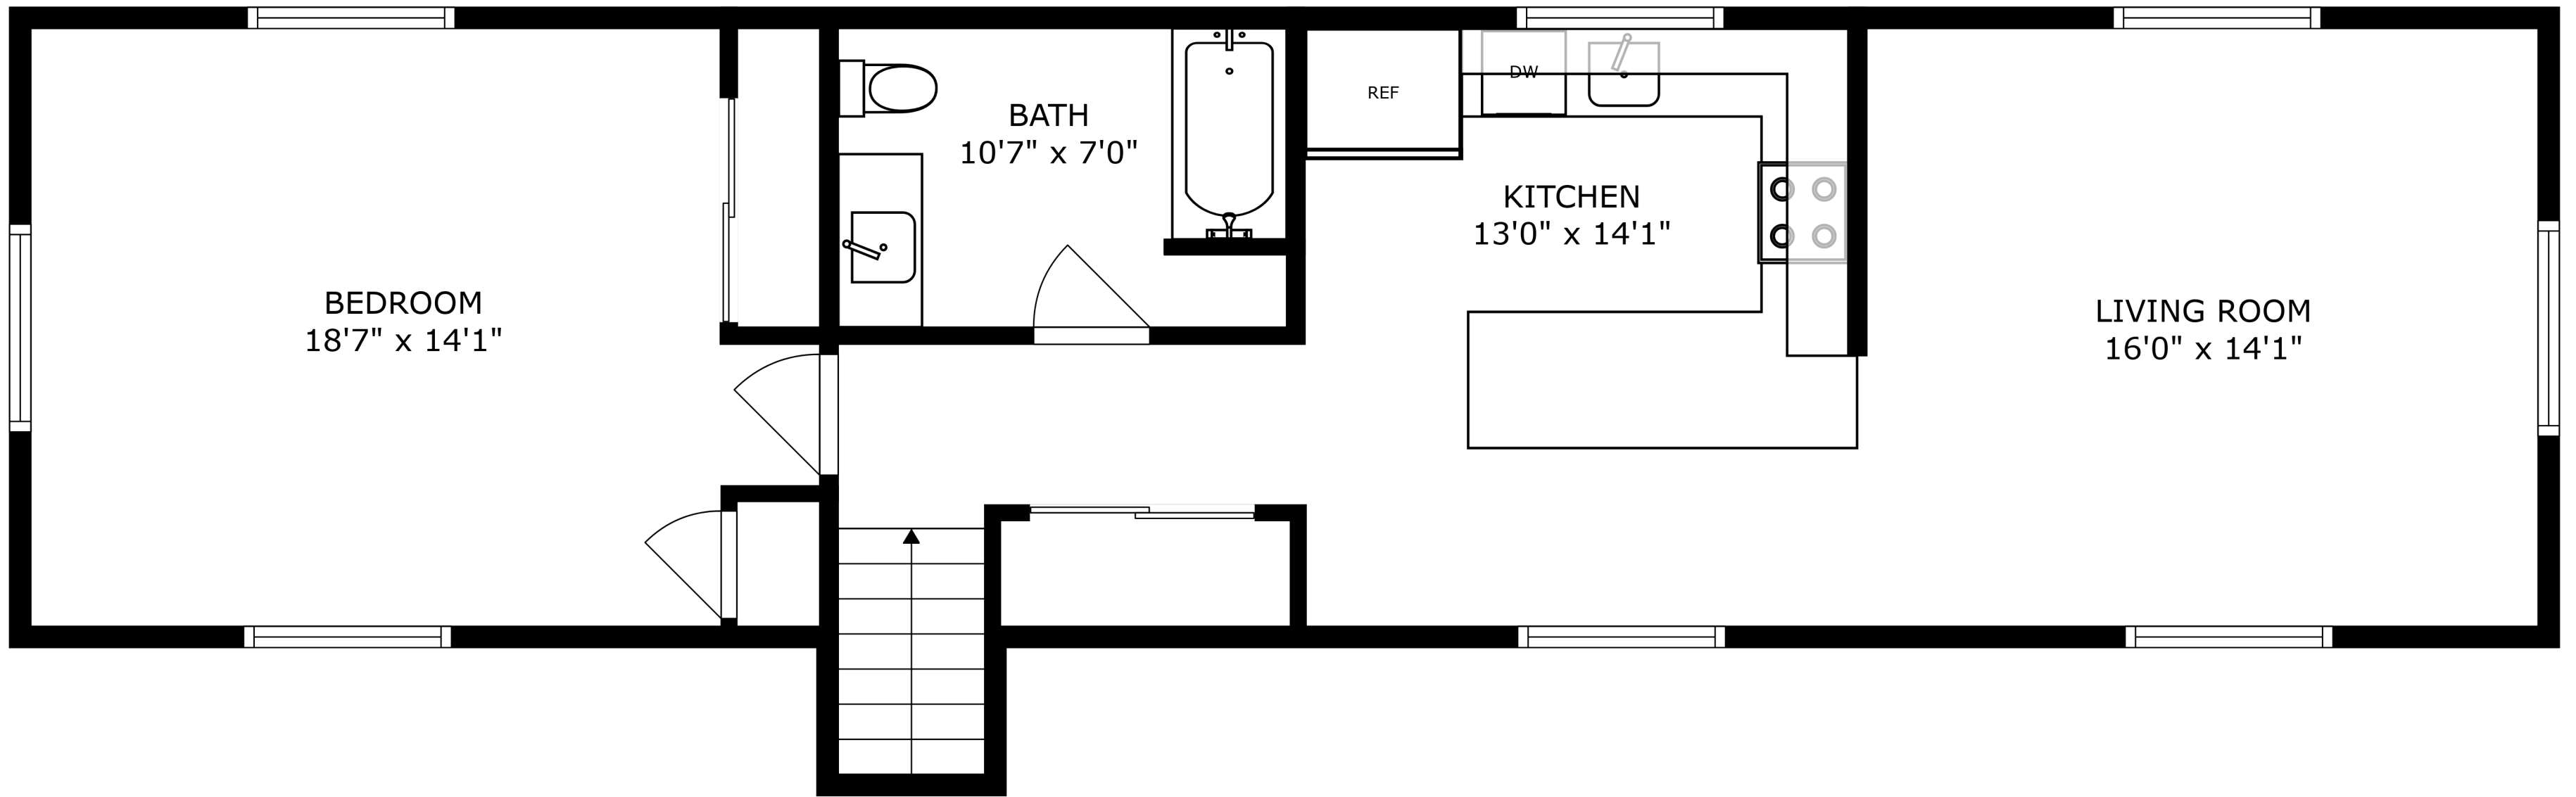 BEDROOM
18'7" x 14'1"
BATH
10'7" x 7'0"
REF
DW
KITCHEN
13'0" x 14'1"
LIVING ROOM
16'0" x 14'1"